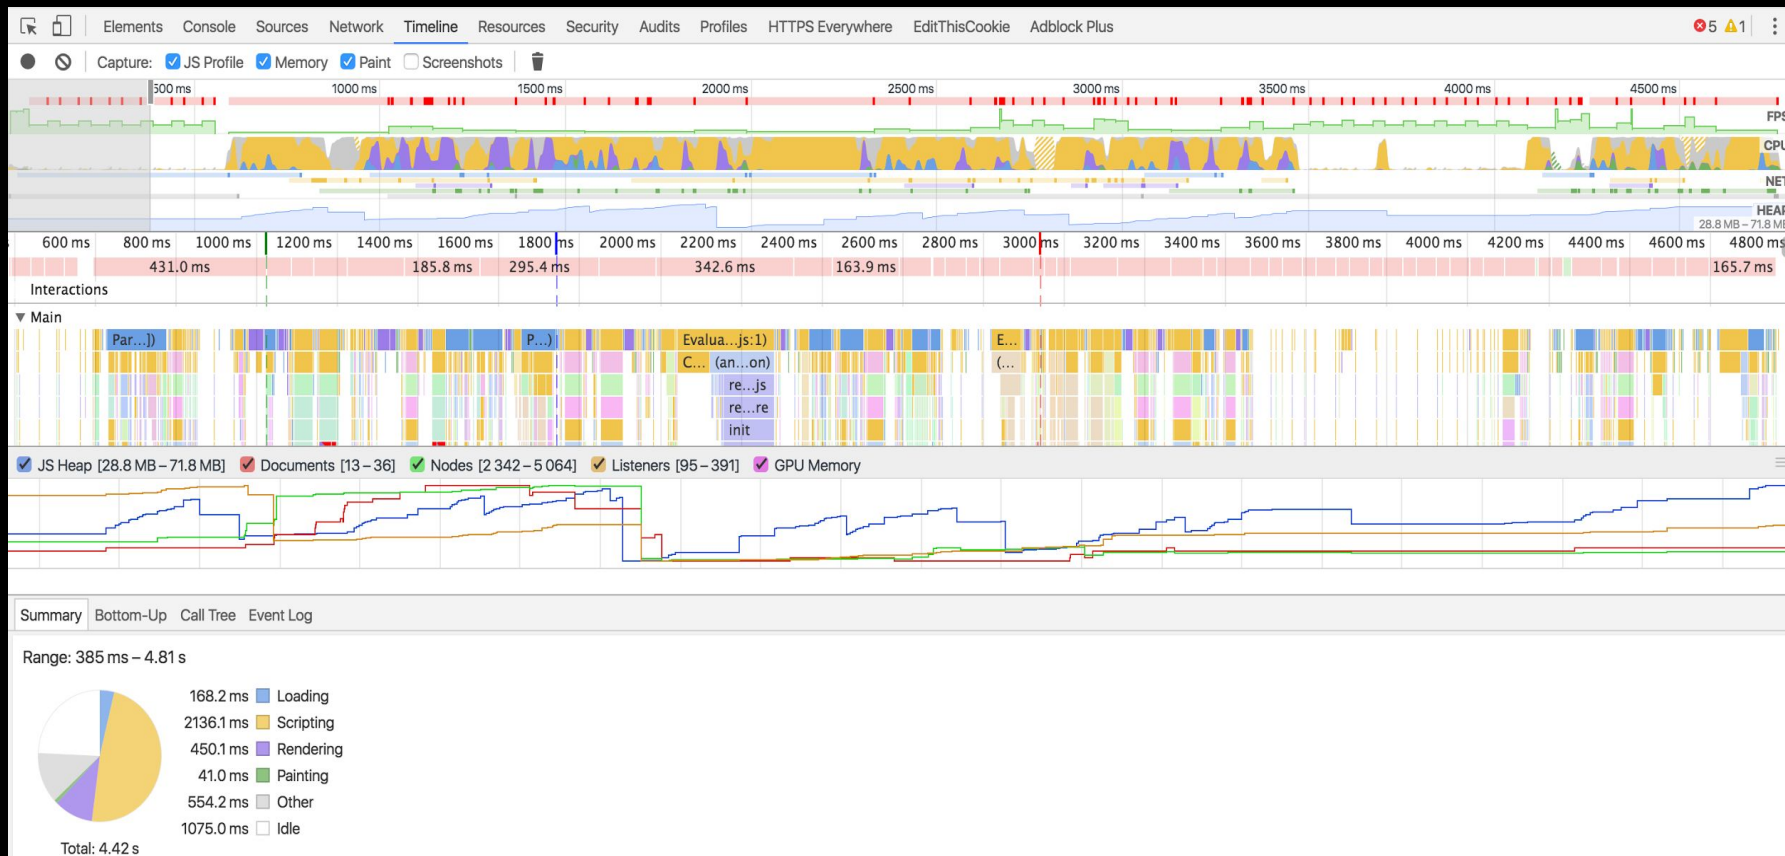 Elements Console Sources Network Timeline Resources Security Audits Profiles HTTPS Everywhere EditThisCookie Adblock Plus 5 1
Capture: JS Profile Memory Paint Screenshots
500 ms 1000 ms 1500 ms 2000 ms 2500 ms 3000 ms 3500 ms 4000 ms 4500 ms
FPS
CPU
NET
HEAP
28.8 MB – 71.8 MB
600 ms 800 ms 1000 ms 1200 ms 1400 ms 1600 ms 1800 ms 2000 ms 2200 ms 2400 ms 2600 ms 2800 ms 3000 ms 3200 ms 3400 ms 3600 ms 3800 ms 4000 ms 4200 ms 4400 ms 4600 ms 4800 ms
431.0 ms 185.8 ms 295.4 ms 342.6 ms 163.9 ms 165.7 ms
Interactions
Main
Par...]) P...) Evalua...js:1) E...
C... (an...on) (...
re...js
re...re
init
JS Heap [28.8 MB – 71.8 MB] Documents [13 – 36] Nodes [2 342 – 5 064] Listeners [95 – 391] GPU Memory
Summary Bottom-Up Call Tree Event Log
Range: 385 ms – 4.81 s
168.2 ms Loading
2136.1 ms Scripting
450.1 ms Rendering
41.0 ms Painting
554.2 ms Other
1075.0 ms Idle
Total: 4.42 s